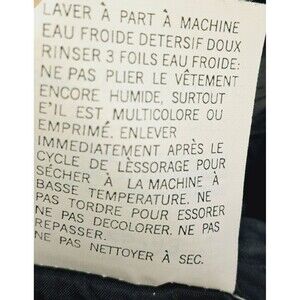 LAVER À PART À MACHINE
EAU FROIDE DETERSIF DOUX
RINSER 3 FOILS EAU FROIDE:
NE PAS PLIER LE VÊTEMENT
ENCORE HUMIDE, SURTOUT
E'IL EST, MULTICOLORE OU
EMPRIMÉ. ENLEVER
IMMEDIATEMENT APRÈS LE
CYCLE DE LÈSSORAGE POUR
SÉCHER À LA MACHINE À
BASSE TEMPERATURE. NE
PAS TORDRE POUR ESSORER
NE PAS DECOLORER. NE PAS
REPASSER.
NE PAS NETTOYER À SEC.